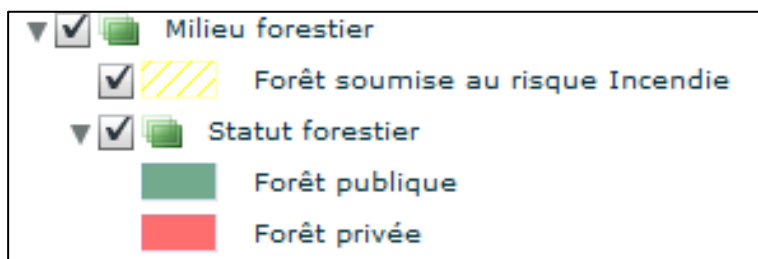 Milieu forestier
Forêt soumise au risque Incendie
Statut forestier
Forêt publique
Forêt privée